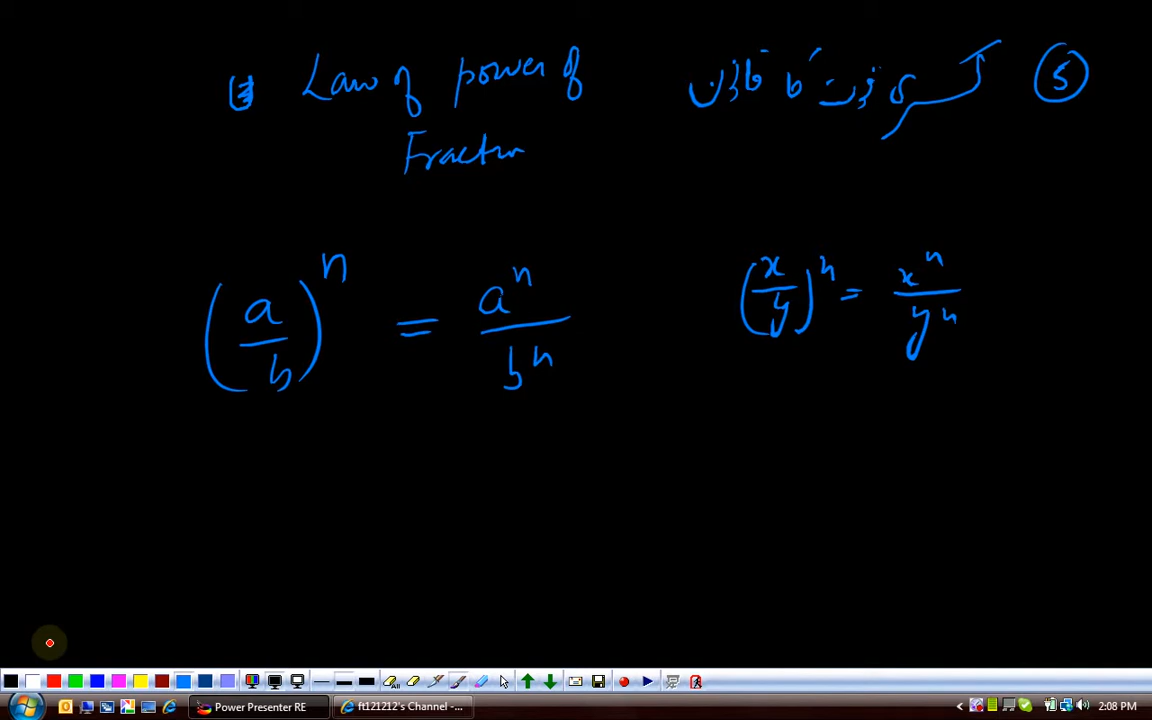 Law of power of
کسر کی قوت کا قانون
5
Fraction
(a/b)^n = a^n/b^n
(x/y)^n = x^n/y^n
Power Presenter RE
ft121212's Channel -...
2:08 PM